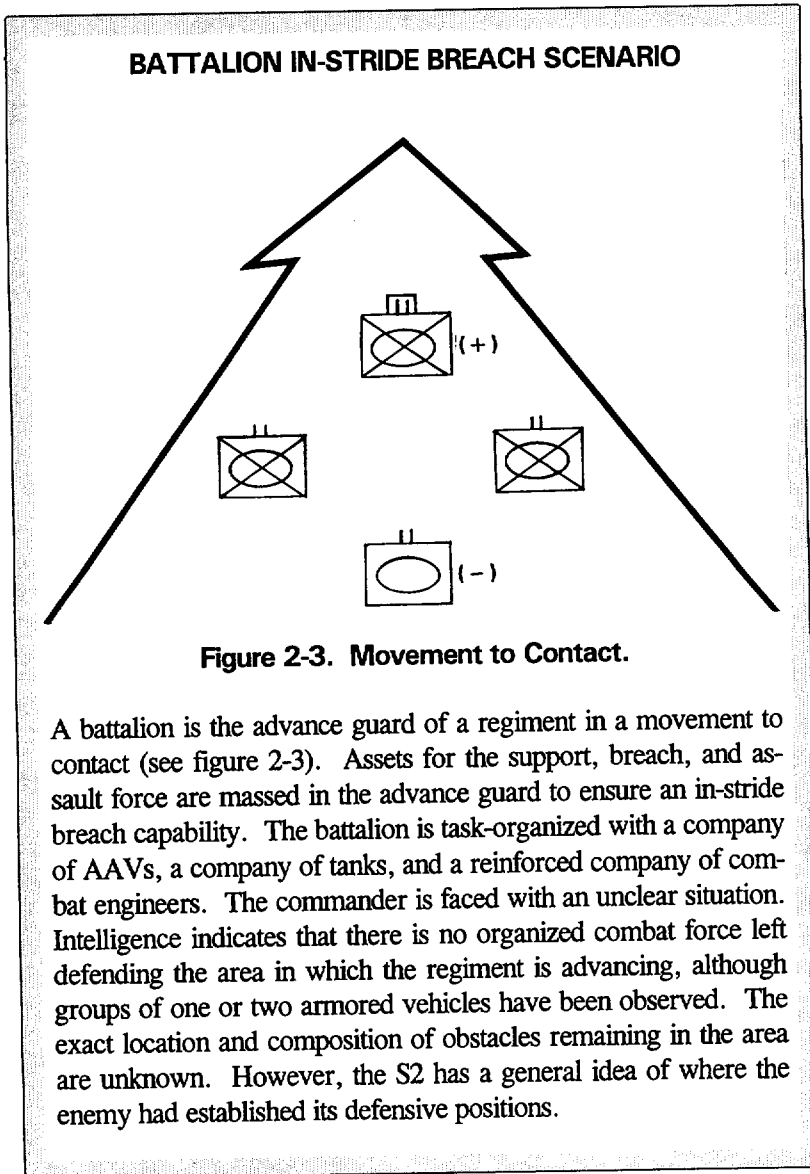 BATTALION IN-STRIDE BREACH SCENARIO
(+)
(-)
Figure 2-3. Movement to Contact.
A battalion is the advance guard of a regiment in a movement to
contact (see figure 2-3). Assets for the support, breach, and as-
sault force are massed in the advance guard to ensure an in-stride
breach capability. The battalion is task-organized with a company
of AAVs, a company of tanks, and a reinforced company of com-
bat engineers. The commander is faced with an unclear situation.
Intelligence indicates that there is no organized combat force left
defending the area in which the regiment is advancing, although
groups of one or two armored vehicles have been observed. The
exact location and composition of obstacles remaining in the area
are unknown. However, the S2 has a general idea of where the
enemy had established its defensive positions.